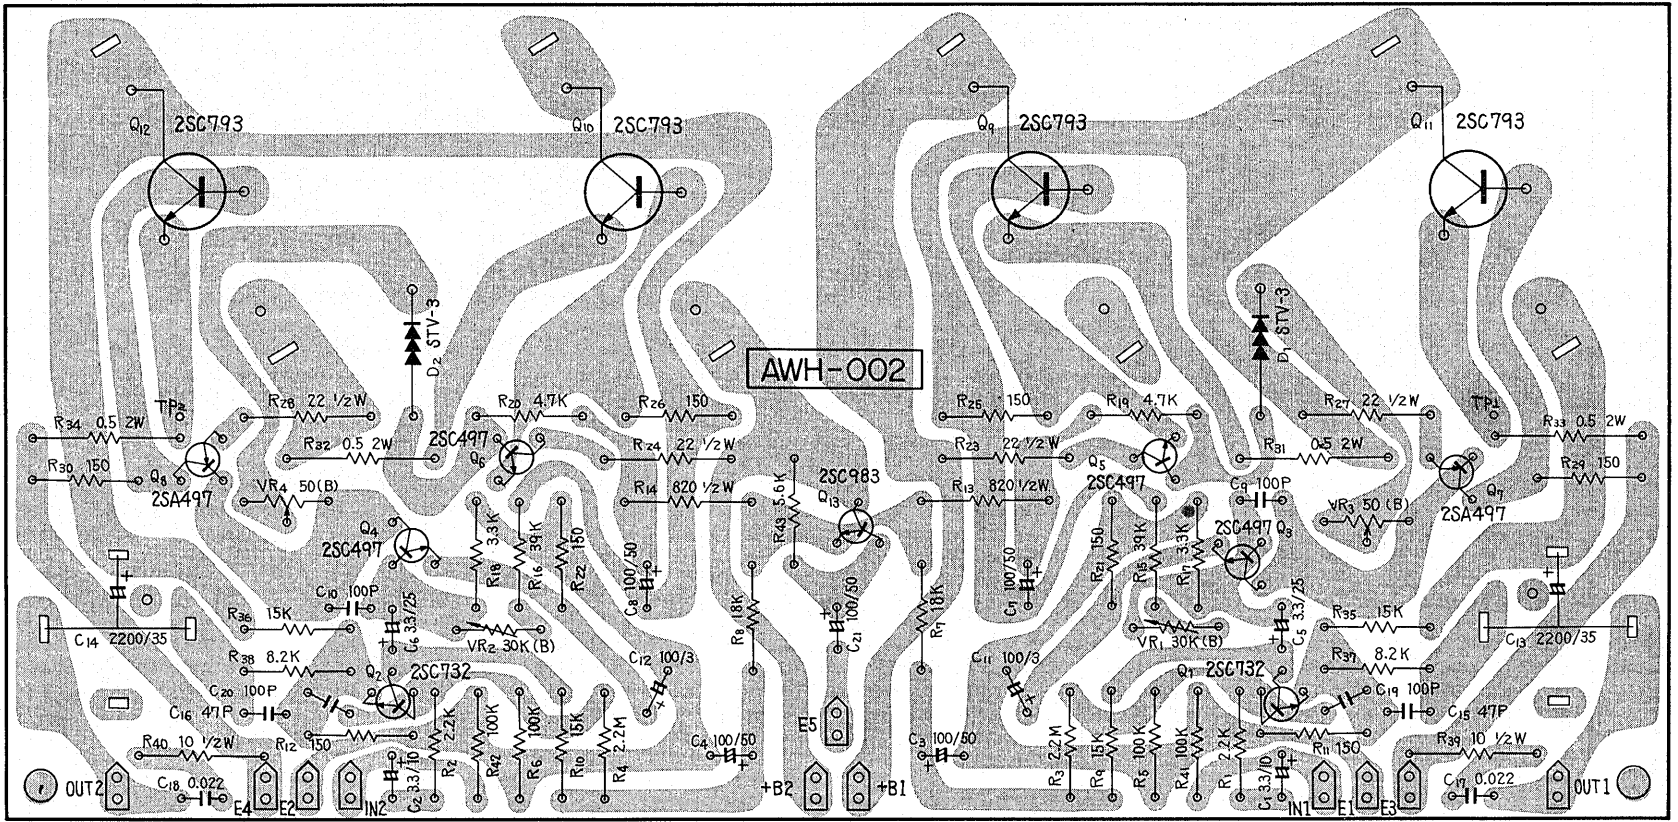 Q12 2SC793
Q10 2SC793
Q9 2SC793
Q11 2SC793
D2 STV-3
D1 STV-3
AWH-002
TP2
R28 22 1/2W
R20 4.7K
R26 150
R25 150
R19 4.7K
R27 22 1/2W
TP1
R34 0.5 2W
R32 0.5 2W
2SC497
Q6
R24 22 1/2W
R23 22 1/2W
Q5
2SC497
R31 0.5 2W
R33 0.5 2W
R30 150
Q8
2SA497
VR4 50(B)
R14 820 1/2W
R43 5.6K
2SC983
Q13
R13 820 1/2W
C9 100P
VR3 50(B)
Q7
2SA497
R29 150
Q4
2SC497
R18 3.3K
R16 39K
R22 150
C8 100/50
R21 150
R15 39K
R17 3.3K
2SC497 Q3
C10 100P
R36 15K
C6 3.3/25
VR2 30K(B)
R8 18K
C21 100/50
R7 18K
C7 100/50
VR1 30K(B)
C5 3.3/25
R35 15K
C14 2200/35
C13 2200/35
R38 8.2K
Q2 2SC732
C12 100/3
C11 100/3
Q1 2SC732
R37 8.2K
C20 100P
C16 47P
C19 100P
C15 47P
R40 10 1/2W
R12 150
R2 2.2K
R42 100K
R6 100K
R10 15K
R4 2.2M
C4 100/50
E5
C3 100/50
R3 2.2M
R9 15K
R5 100K
R41 100K
R1 2.2K
R11 150
R39 10 1/2W
OUT2
C18 0.022
E4
E2
IN2
C2 3.3/10
+B2
+B1
C1 3.3/10
IN1
E1
E3
C17 0.022
OUT1